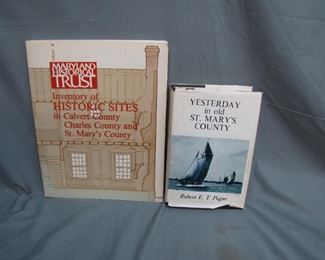 MARYLAND
HISTORICAL
TRUST
Inventory of
HISTORIC SITES
in Calvert County
Charles County and
St. Mary's County
YESTERDAY
in old
ST. MARY'S
COUNTY
Robert E. T. Pogue